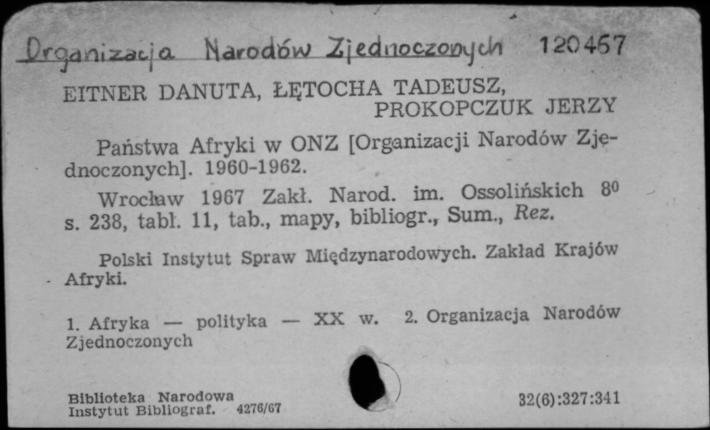 Organizacja Narodów Zjednoczonych 120457
EITNER DANUTA, ŁĘTOCHA TADEUSZ,
PROKOPCZUK JERZY
Państwa Afryki w ONZ [Organizacji Narodów Zje-
dnoczonych]. 1960-1962.
Wrocław 1967 Zakł. Narod. im. Ossolińskich 8⁰
s. 238, tabl. 11, tab., mapy, bibliogr., Sum., Rez.
Polski Instytut Spraw Międzynarodowych. Zakład Krajów
Afryki.
1. Afryka — polityka — XX w. 2. Organizacja Narodów
Zjednoczonych
Biblioteka Narodowa
Instytut Bibliograf. 4276/67
32(6):327:341